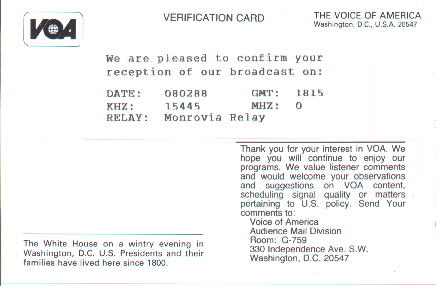 VOA
VERIFICATION CARD
THE VOICE OF AMERICA
Washington, D.C., U.S.A. 20547
We are pleased to confirm your
reception of our broadcast on:
DATE: 080288 GMT: 1815
KHZ: 15445 MHZ: 0
RELAY: Monrovia Relay
Thank you for your interest in VOA. We
hope you will continue to enjoy our
programs. We value listener comments
and would welcome your observations
and suggestions on VOA content,
scheduling signal quality or matters
pertaining to U.S. policy. Send Your
comments to:
Voice of America
Audience Mail Division
Room: G-759
330 Independence Ave. S.W.
Washington, D.C. 20547
The White House on a wintry evening in
Washington, D.C. U.S. Presidents and their
families have lived here since 1800.